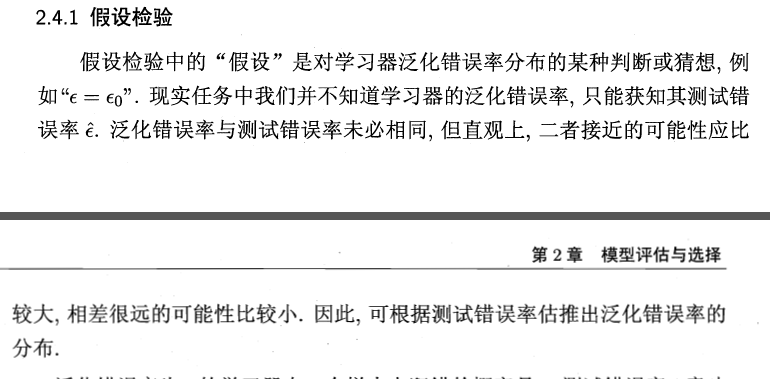 2.4.1 假设检验
假设检验中的“假设”是对学习器泛化错误率分布的某种判断或猜想, 例
如“ϵ = ϵ₀”. 现实任务中我们并不知道学习器的泛化错误率, 只能获知其测试错
误率 ϵ̂. 泛化错误率与测试错误率未必相同, 但直观上, 二者接近的可能性应比
第 2 章 模型评估与选择
较大, 相差很远的可能性比较小. 因此, 可根据测试错误率估推出泛化错误率的
分布.